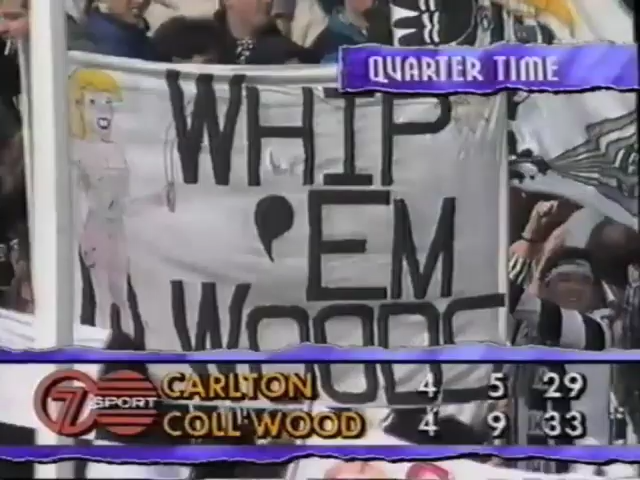 QUARTER TIME
WHIP
'EM
WOODS
7 SPORT
CARLTON 4 5 29
COLL'WOOD 4 9 33